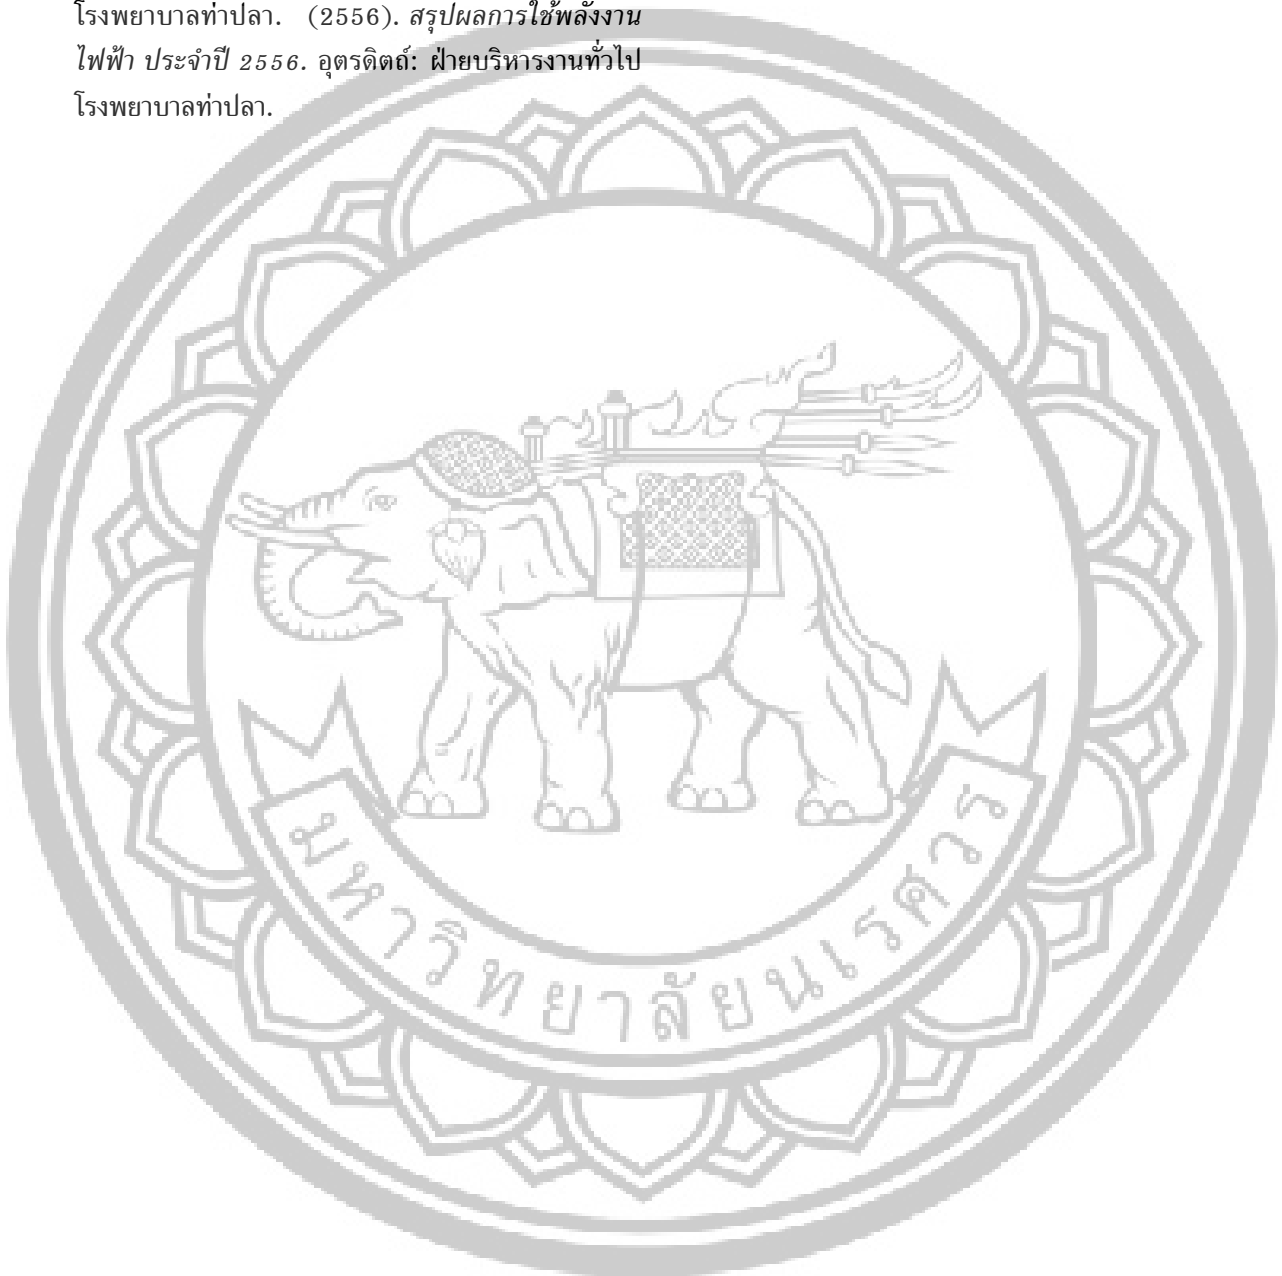 โรงพยาบาลท่าปลา. (2556). สรุปผลการใช้พลังงาน
ไฟฟ้า ประจำปี 2556. อุตรดิตถ์: ฝ่ายบริหารงานทั่วไป
โรงพยาบาลท่าปลา.
มหาวิทยาลัยนเรศวร